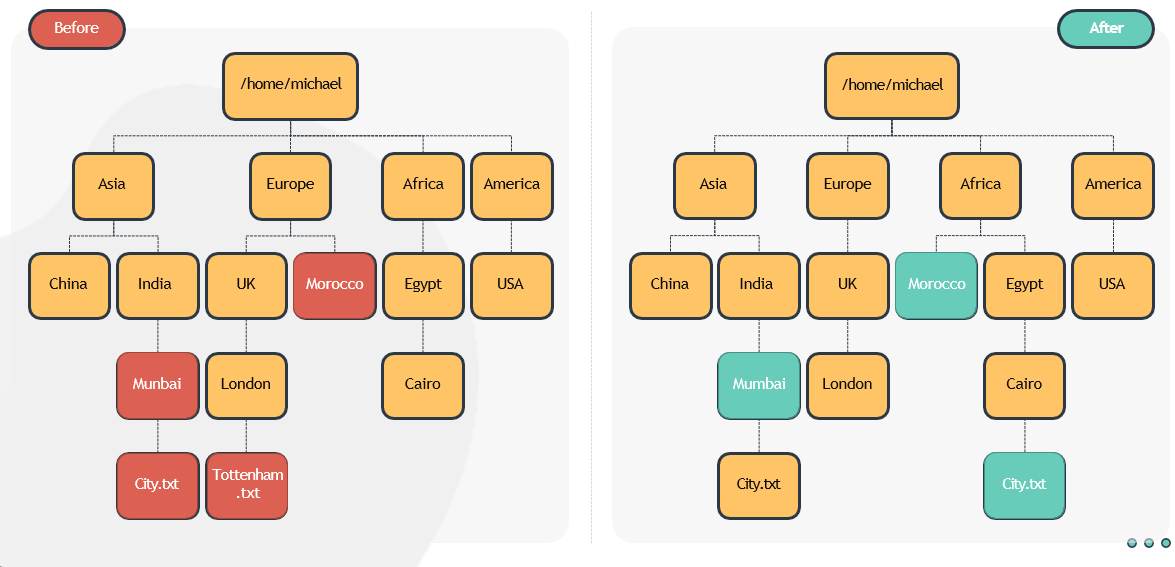 Before
After
/home/michael
/home/michael
Asia
Europe
Africa
America
Asia
Europe
Africa
America
China
India
UK
Morocco
Egypt
USA
China
India
UK
Morocco
Egypt
USA
Munbai
London
Cairo
Mumbai
London
Cairo
City.txt
Tottenham
.txt
City.txt
City.txt